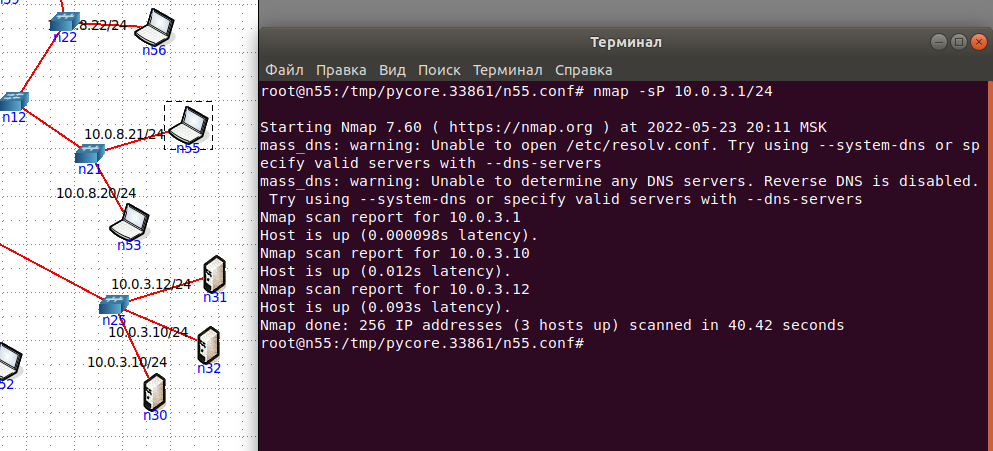 n22
.8.22/24
n56
n12
10.0.8.21/24
n55
n21
10.0.8.20/24
n53
10.0.3.12/24
n31
n25
10.0.3.10/24
n32
10.0.3.10/24
52
n30
Терминал
Файл Правка Вид Поиск Терминал Справка
root@n55:/tmp/pycore.33861/n55.conf# nmap -sP 10.0.3.1/24
Starting Nmap 7.60 ( https://nmap.org ) at 2022-05-23 20:11 MSK
mass_dns: warning: Unable to open /etc/resolv.conf. Try using --system-dns or sp
ecify valid servers with --dns-servers
mass_dns: warning: Unable to determine any DNS servers. Reverse DNS is disabled.
Try using --system-dns or specify valid servers with --dns-servers
Nmap scan report for 10.0.3.1
Host is up (0.000098s latency).
Nmap scan report for 10.0.3.10
Host is up (0.012s latency).
Nmap scan report for 10.0.3.12
Host is up (0.093s latency).
Nmap done: 256 IP addresses (3 hosts up) scanned in 40.42 seconds
root@n55:/tmp/pycore.33861/n55.conf#